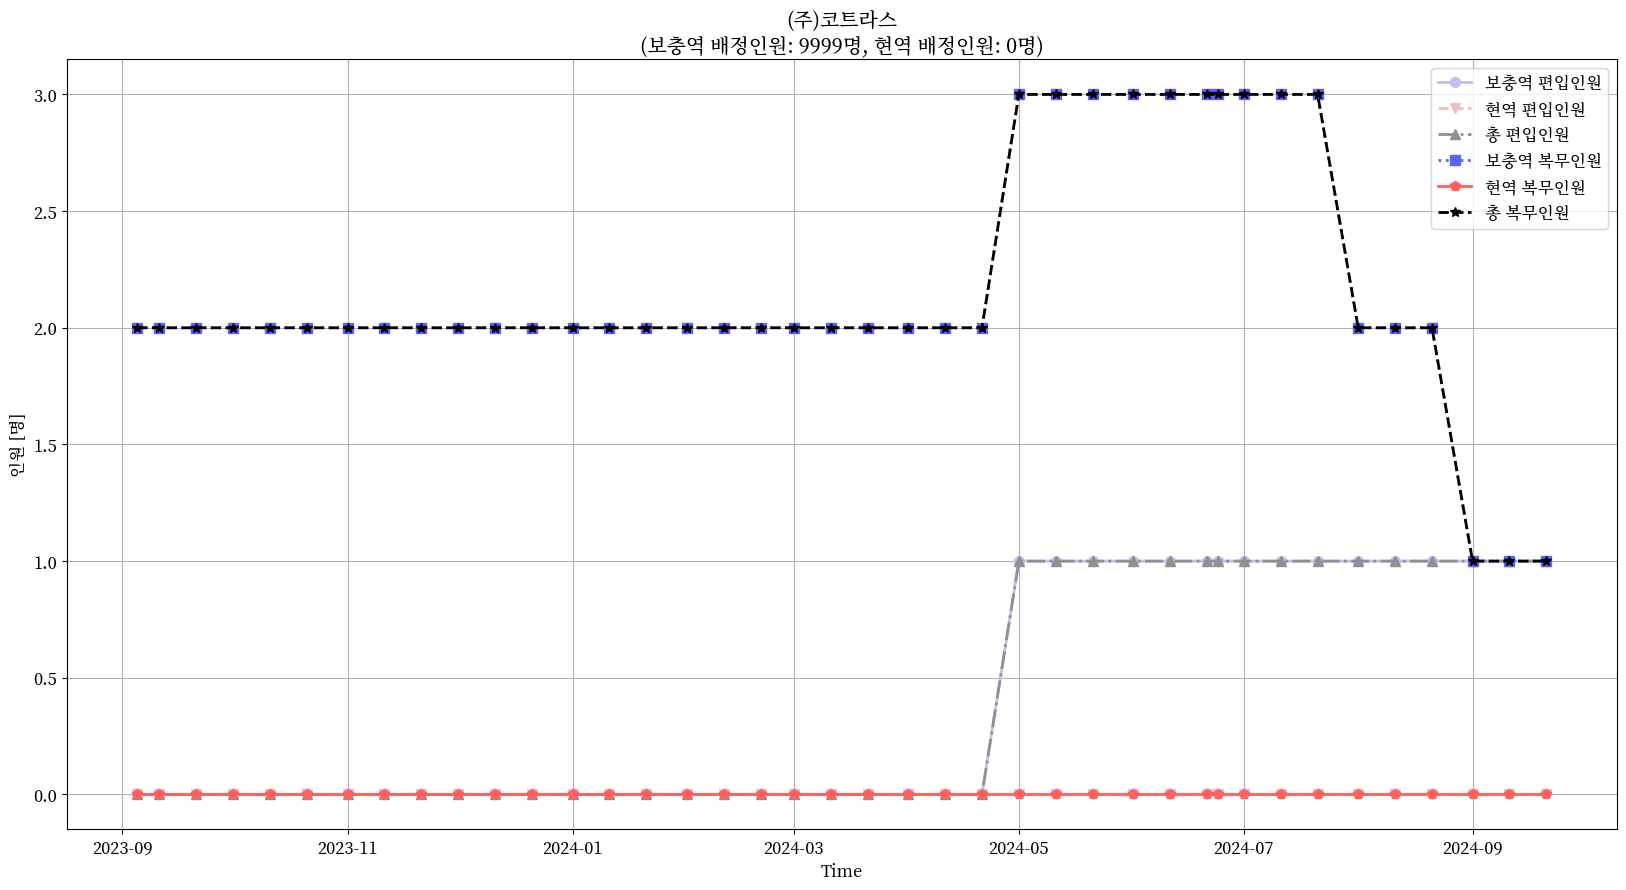 (주)코트라스
(보충역 배정인원: 9999명, 현역 배정인원: 0명)
보충역 편입인원
현역 편입인원
총 편입인원
보충역 복무인원
현역 복무인원
총 복무인원
인원 [명]
3.0
2.5
2.0
1.5
1.0
0.5
0.0
2023-09
2023-11
2024-01
2024-03
2024-05
2024-07
2024-09
Time